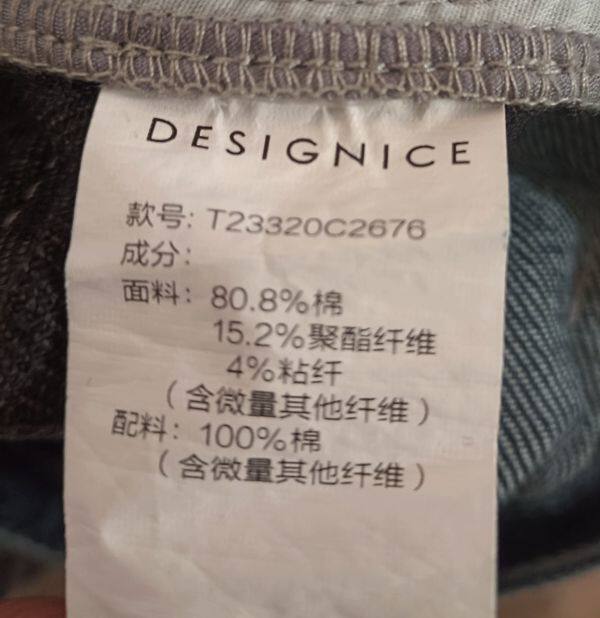 DESIGNICE
款号: T23320C2676
成分:
面料: 80.8%棉
15.2%聚酯纤维
4%粘纤
(含微量其他纤维)
配料: 100%棉
(含微量其他纤维)